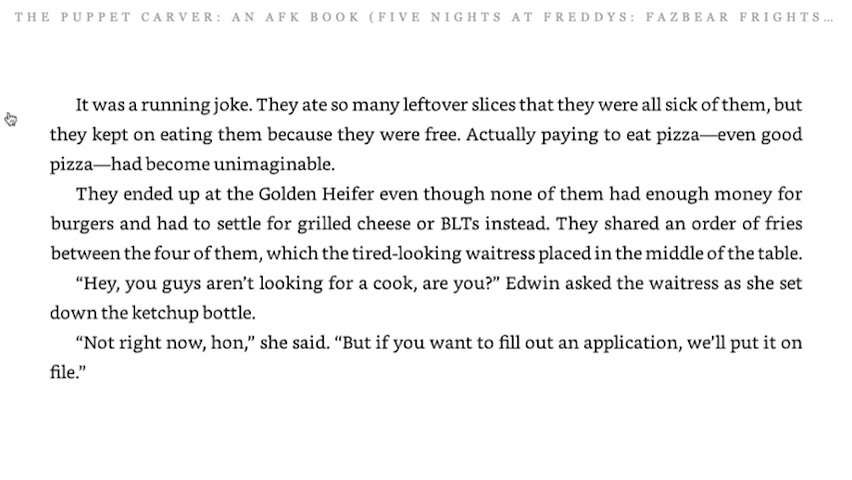 THE PUPPET CARVER: AN AFK BOOK (FIVE NIGHTS AT FREDDYS: FAZBEAR FRIGHTS…
It was a running joke. They ate so many leftover slices that they were all sick of them, but
they kept on eating them because they were free. Actually paying to eat pizza—even good
pizza—had become unimaginable.
They ended up at the Golden Heifer even though none of them had enough money for
burgers and had to settle for grilled cheese or BLTs instead. They shared an order of fries
between the four of them, which the tired-looking waitress placed in the middle of the table.
“Hey, you guys aren’t looking for a cook, are you?” Edwin asked the waitress as she set
down the ketchup bottle.
“Not right now, hon,” she said. “But if you want to fill out an application, we’ll put it on
file.”